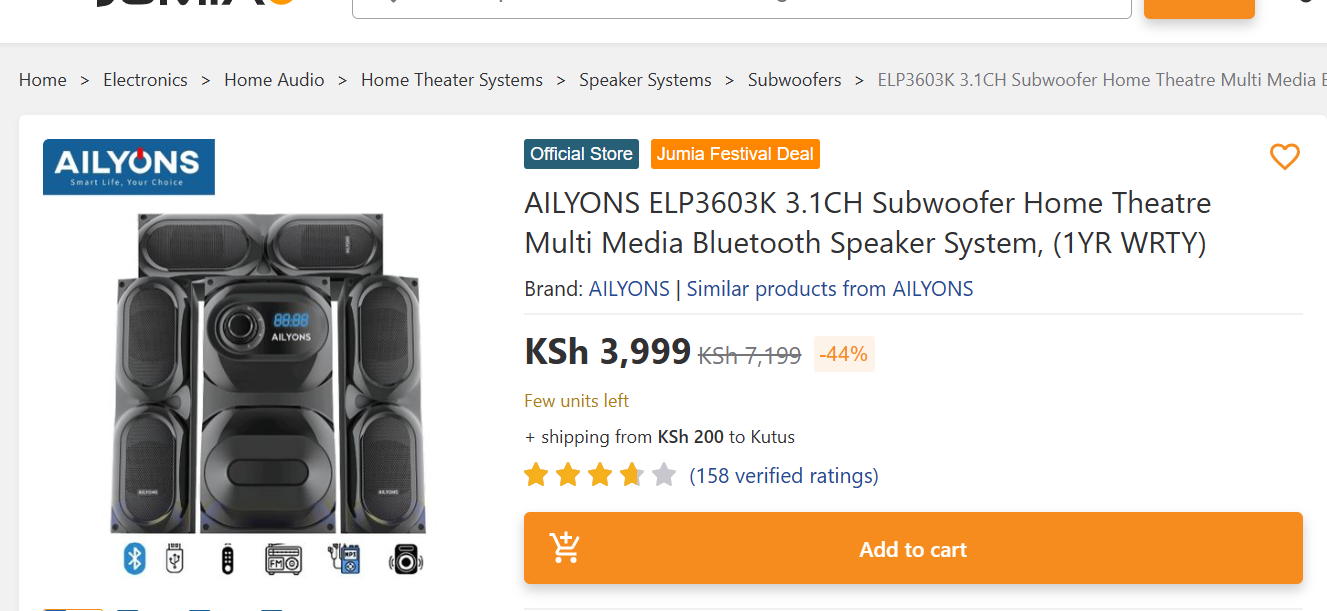 JUMIA
Home > Electronics > Home Audio > Home Theater Systems > Speaker Systems > Subwoofers > ELP3603K 3.1CH Subwoofer Home Theatre Multi Media
AILYONS
Smart Life, Your Choice
88:88
AILYONS
AILYONS
AILYONS
AILYONS
FM
MP3
Official Store
Jumia Festival Deal
AILYONS ELP3603K 3.1CH Subwoofer Home Theatre
Multi Media Bluetooth Speaker System, (1YR WRTY)
Brand: AILYONS | Similar products from AILYONS
KSh 3,999 KSh 7,199 -44%
Few units left
+ shipping from KSh 200 to Kutus
(158 verified ratings)
Add to cart